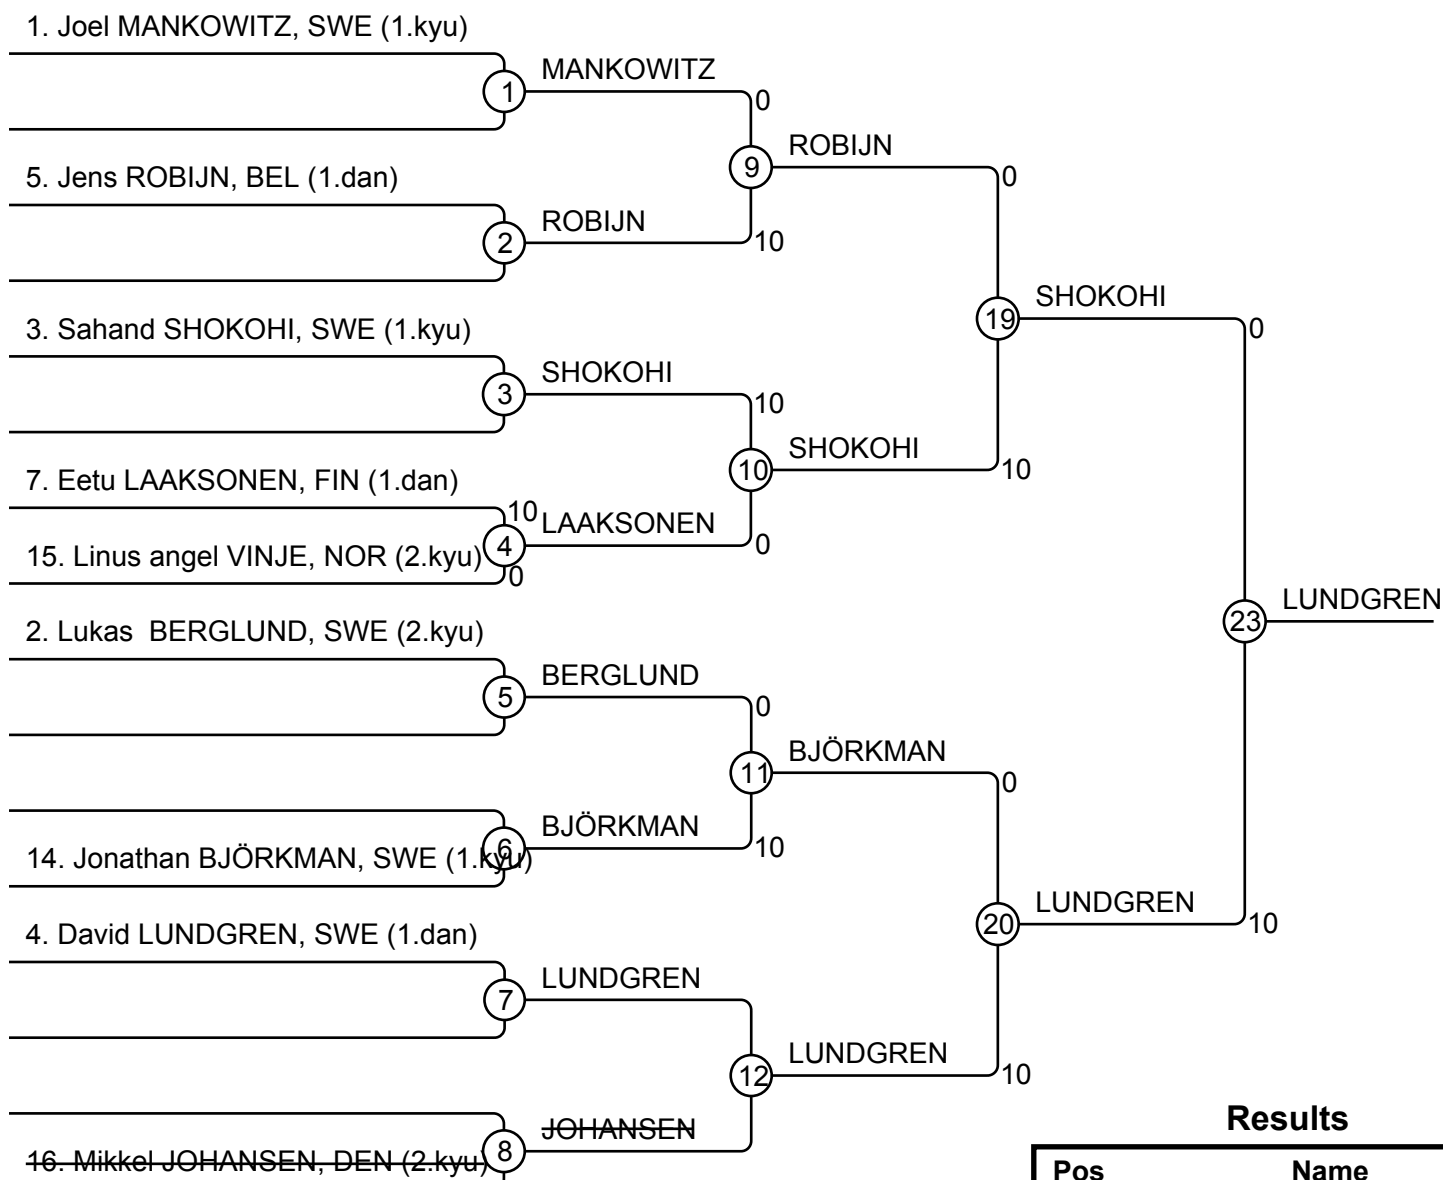 1. Joel MANKOWITZ, SWE (1.kyu)
MANKOWITZ
1
0
ROBIJN
9
5. Jens ROBIJN, BEL (1.dan)
0
ROBIJN
2
10
3. Sahand SHOKOHI, SWE (1.kyu)
SHOKOHI
19
0
SHOKOHI
3
10
SHOKOHI
10
10
7. Eetu LAAKSONEN, FIN (1.dan)
10
LAAKSONEN
15. Linus angel VINJE, NOR (2.kyu)
4
0
0
LUNDGREN
23
2. Lukas BERGLUND, SWE (2.kyu)
BERGLUND
5
0
BJÖRKMAN
11
0
BJÖRKMAN
6
10
14. Jonathan BJÖRKMAN, SWE (1.kyu)
LUNDGREN
20
10
4. David LUNDGREN, SWE (1.dan)
LUNDGREN
7
LUNDGREN
12
10
Results
JOHANSEN
8
16. Mikkel JOHANSEN, DEN (2.kyu)
Pos Name